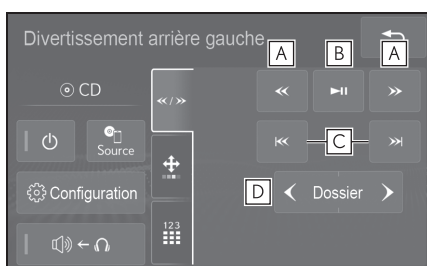 Divertissement arrière gauche
A B A
CD
Source
C
Configuration
D Dossier
123